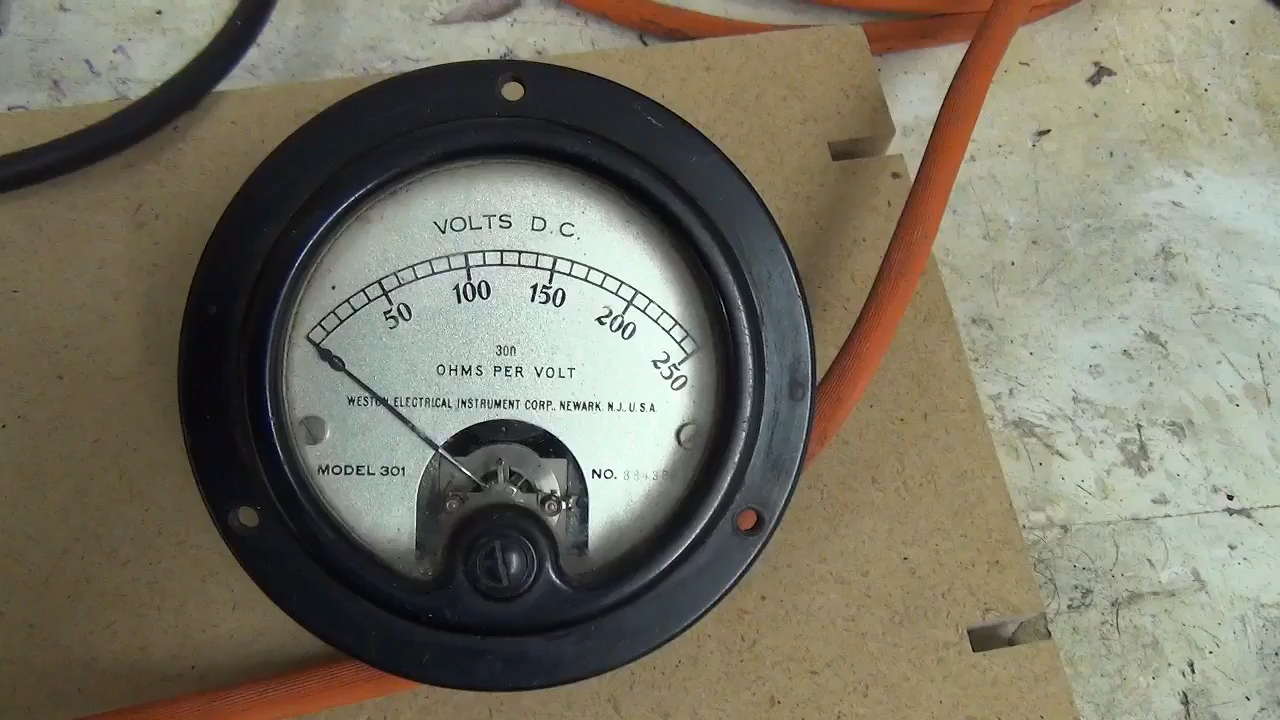 VOLTS D.C.
50 100 150 200 250
300
OHMS PER VOLT
WESTON ELECTRICAL INSTRUMENT CORP., NEWARK, N.J., U.S.A.
MODEL 301 NO.